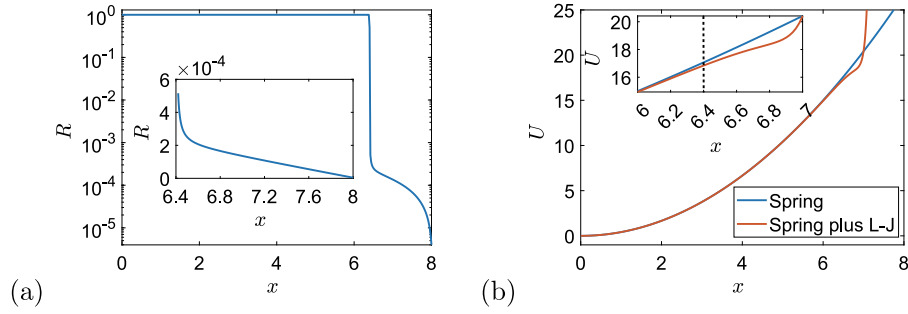 10^0
10^-1
10^-2
10^-3
10^-4
10^-5
R
0 2 4 6 8
x
×10^-4
6
4
2
0
R
6.4 6.8 7.2 7.6 8
x
(a)
25
20
15
10
5
0
U
0 2 4 6 8
x
20
18
16
U
6 6.2 6.4 6.6 6.8 7
x
Spring
Spring plus L-J
(b)